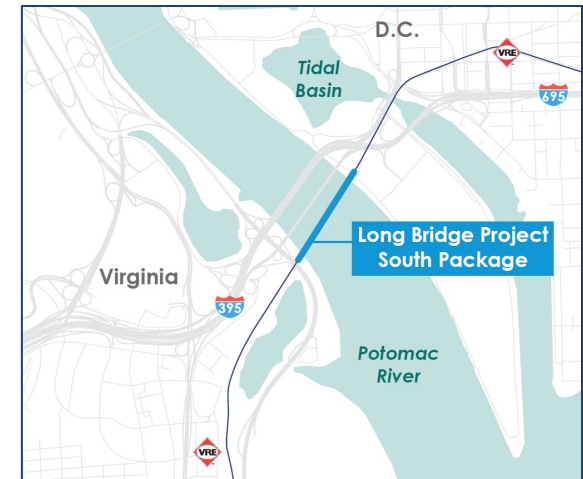 D.C.
VRE
Tidal
Basin
695
Long Bridge Project
South Package
Virginia
395
Potomac
River
VRE